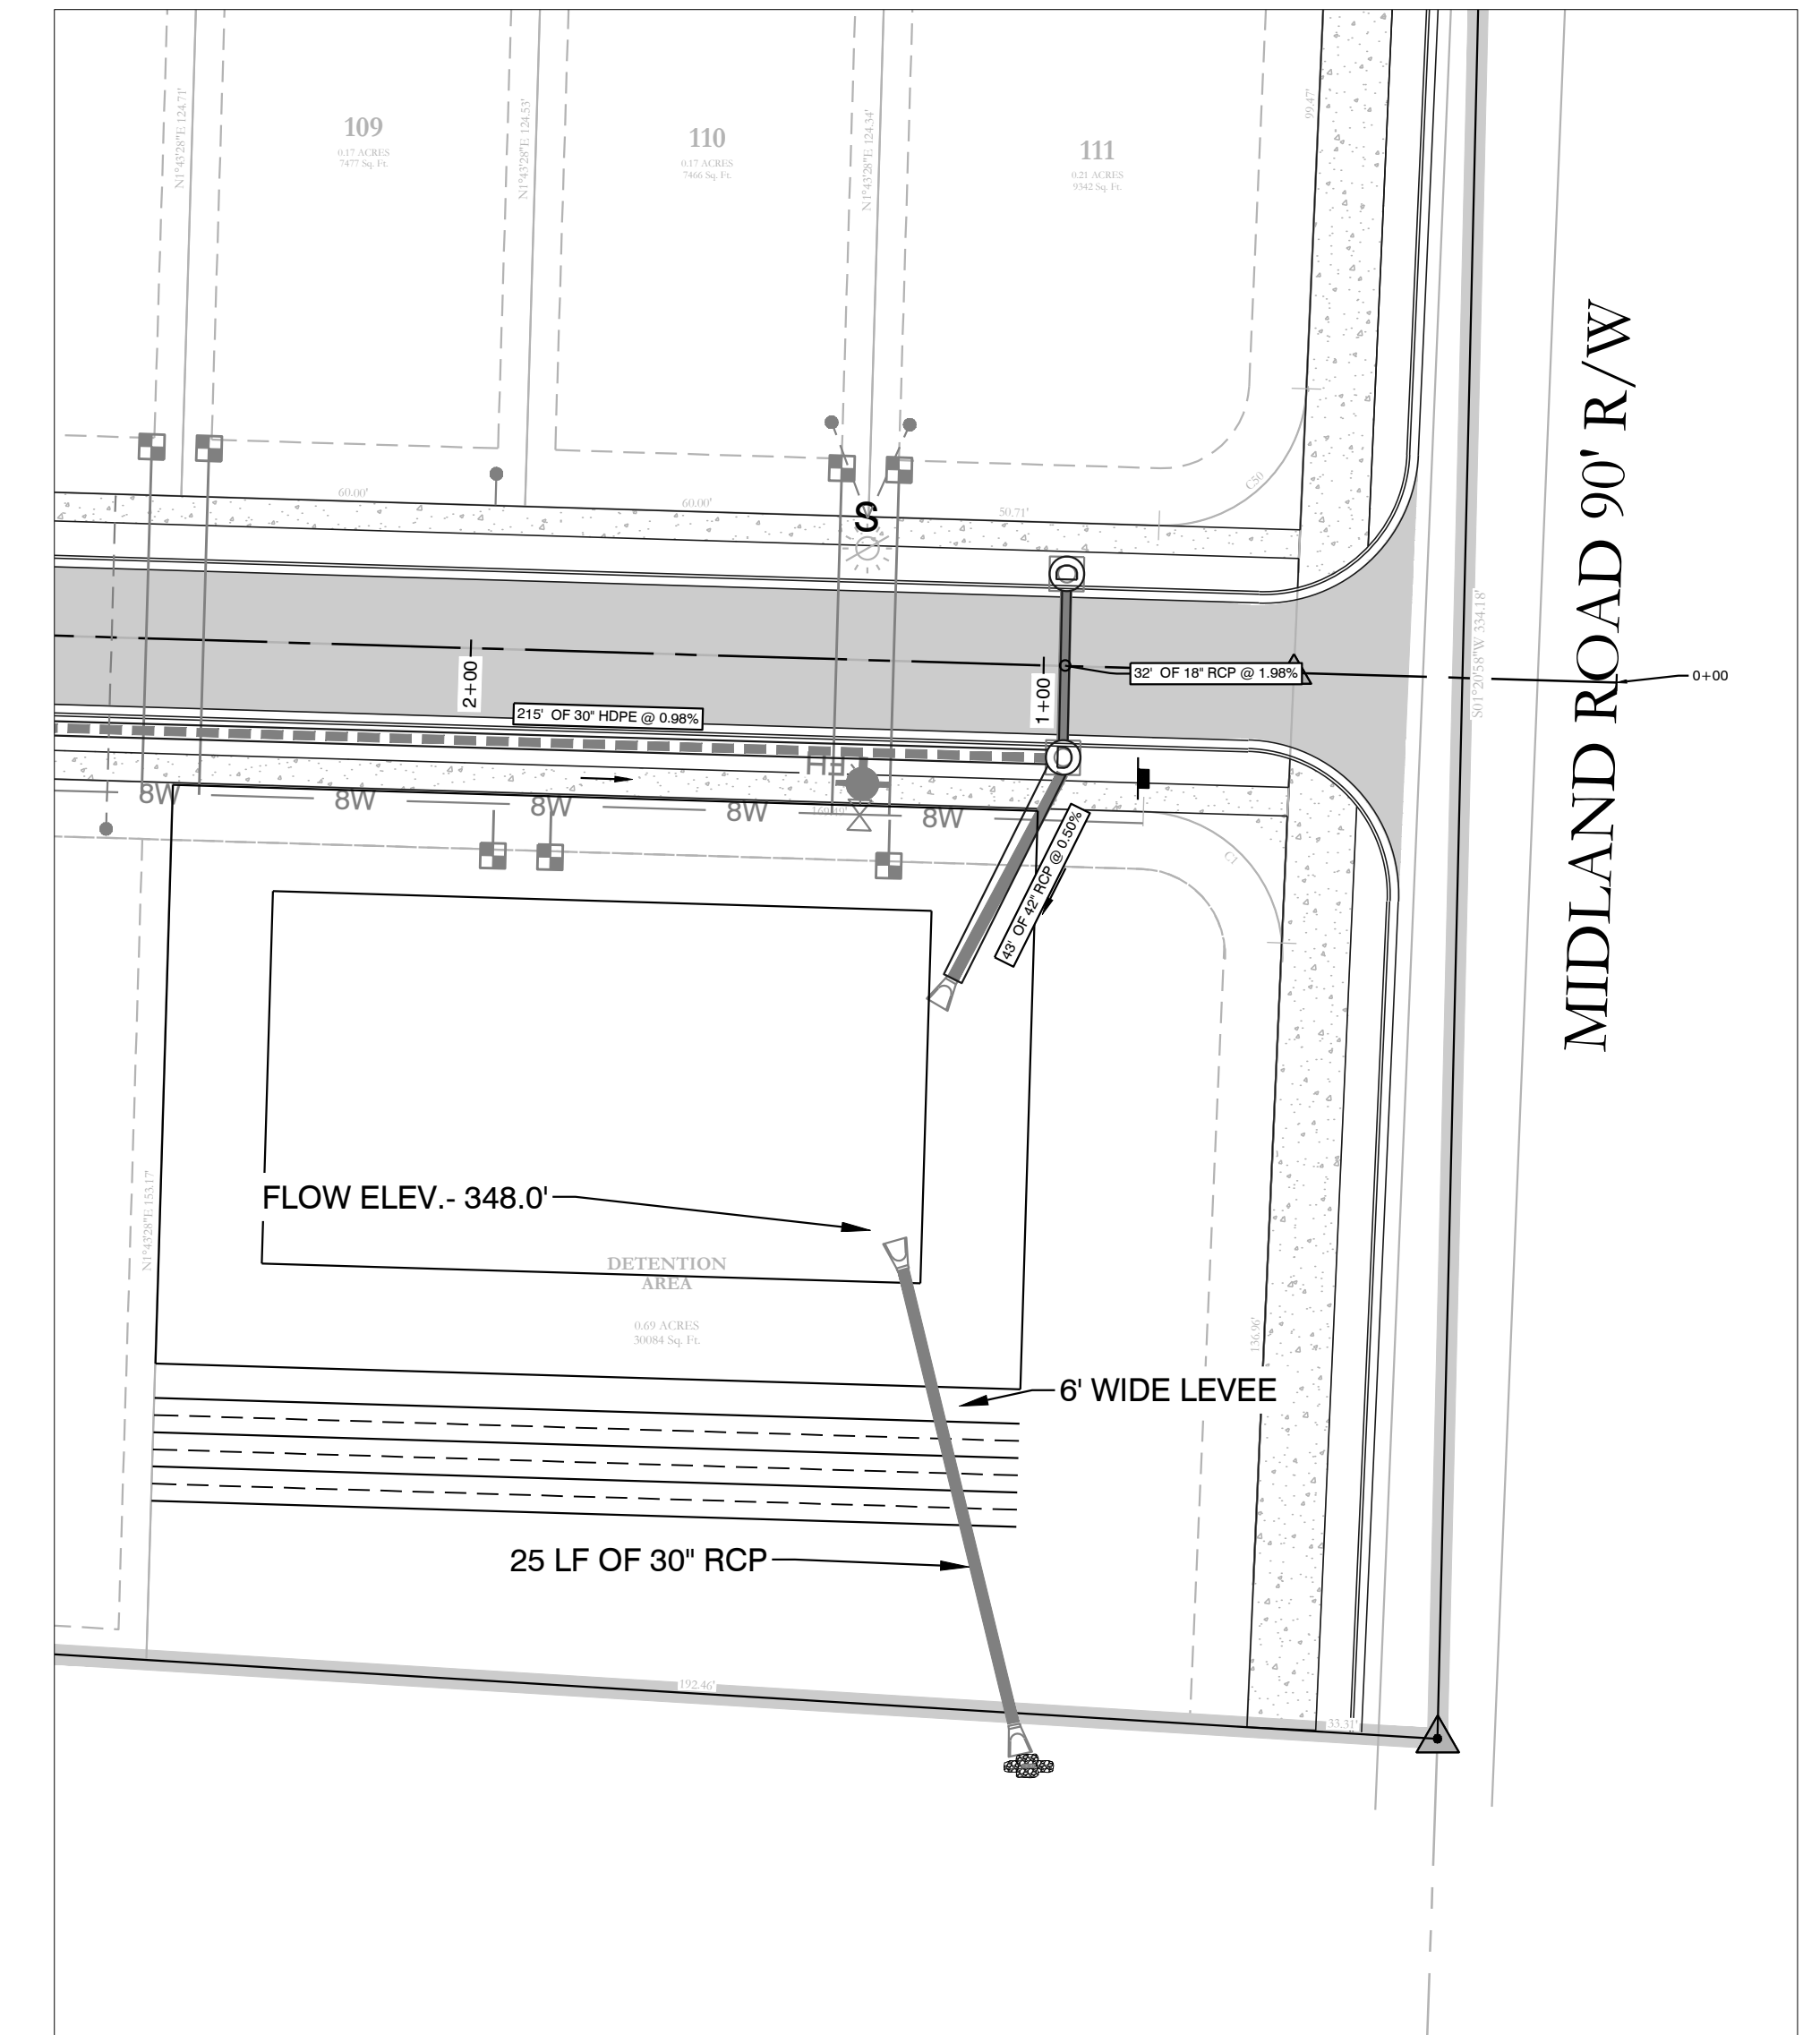 N1°43'28"E 124.71'
109
0.17 ACRES
7477 Sq. Ft.
N1°43'28"E 124.53'
110
0.17 ACRES
7466 Sq. Ft.
N1°43'28"E 124.34'
111
0.21 ACRES
9342 Sq. Ft.
99.47'
C50
60.00'
60.00'
50.71'
S
D
2+00
1+00
32' OF 18" RCP @ 1.98%
0+00
MIDLAND ROAD 90' R/W
S01°20'58"W 334.18'
215' OF 30" HDPE @ 0.98%
D
FH
8W
8W
8W
8W
8W
43' OF 42" RCP @ 0.50%
C1
N1°43'28"E 153.17'
FLOW ELEV.- 348.0'
DETENTION
AREA
0.69 ACRES
30084 Sq. Ft.
136.96'
6' WIDE LEVEE
25 LF OF 30" RCP
192.46'
33.31'